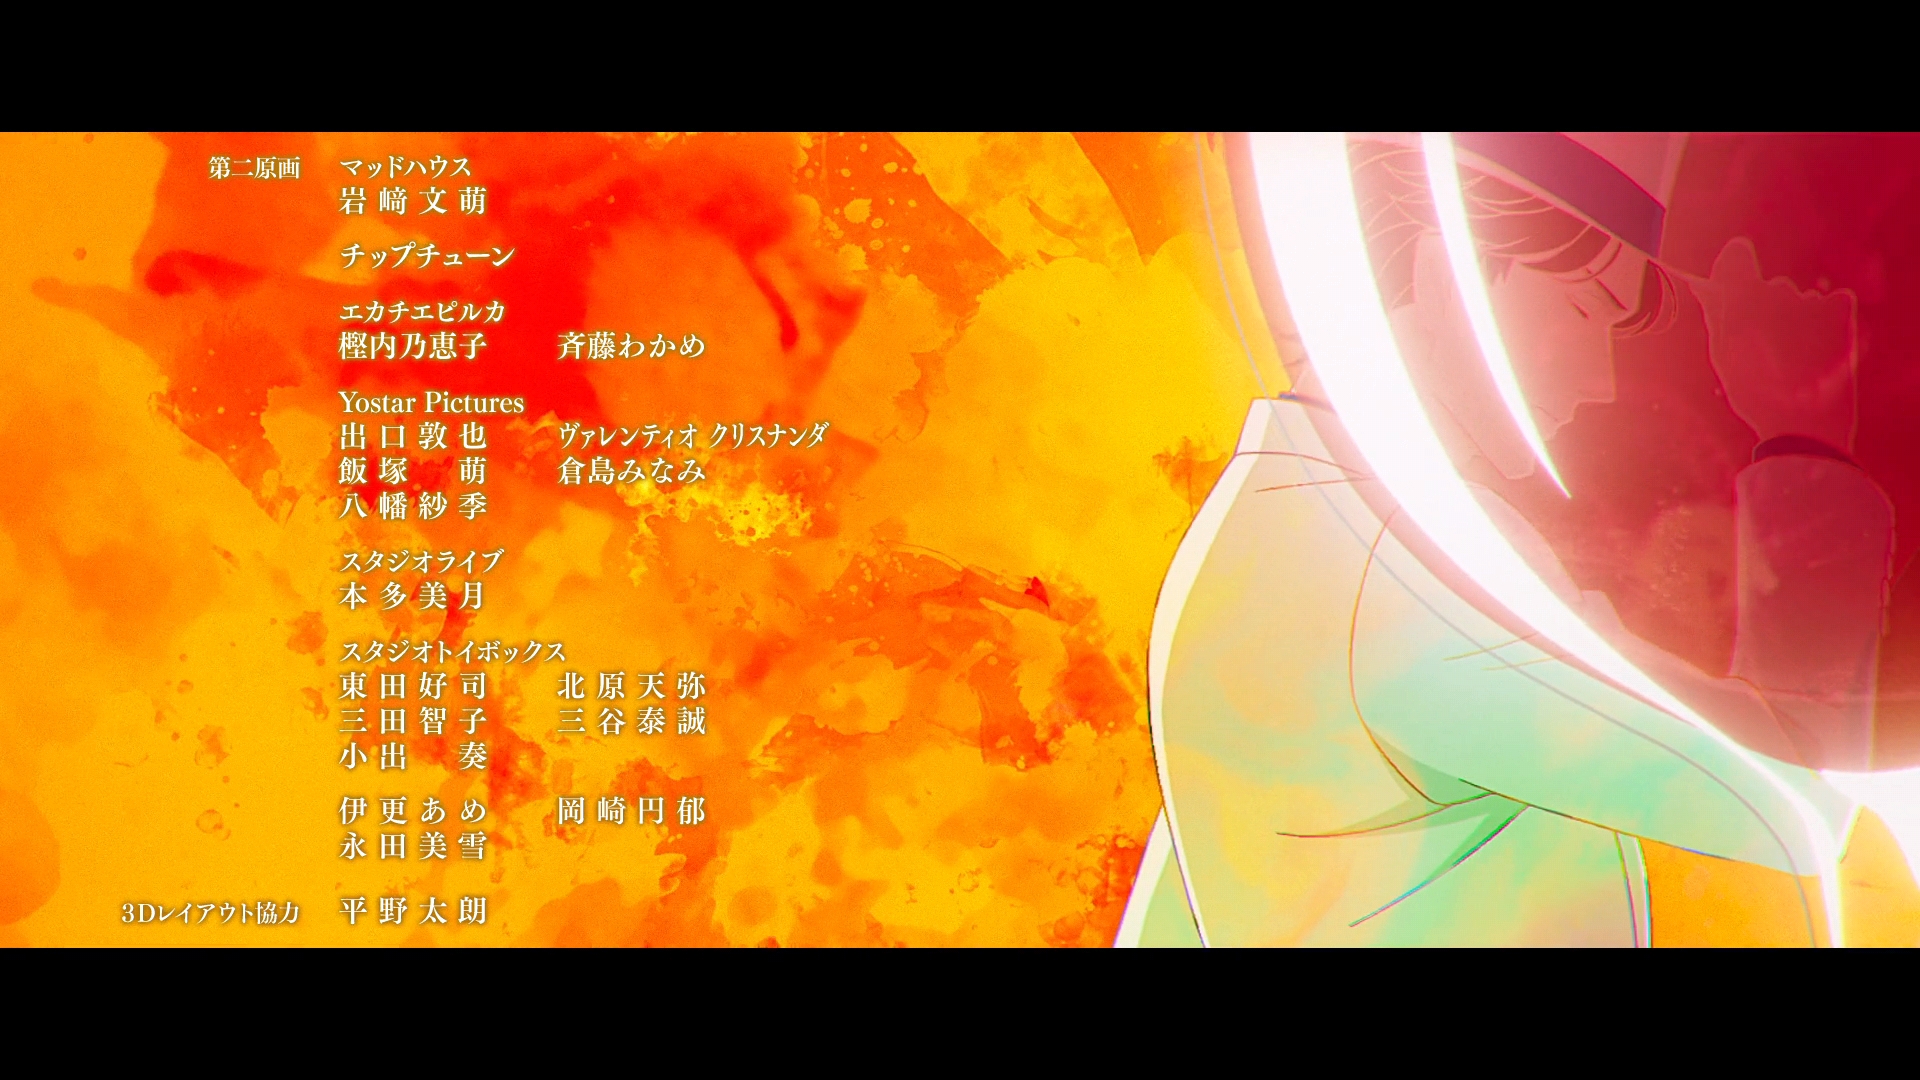 第二原画 マッドハウス
岩﨑文萌
チップチューン
エカチエピルカ
樫内乃恵子 斉藤わかめ
Yostar Pictures
出口敦也 ヴァレンティオ クリスナンダ
飯塚 萌 倉島みなみ
八幡紗季
スタジオライブ
本多美月
スタジオトイボックス
東田好司 北原天弥
三田智子 三谷泰誠
小出 奏
伊更あめ 岡崎円郁
永田美雪
3Dレイアウト協力 平野太朗